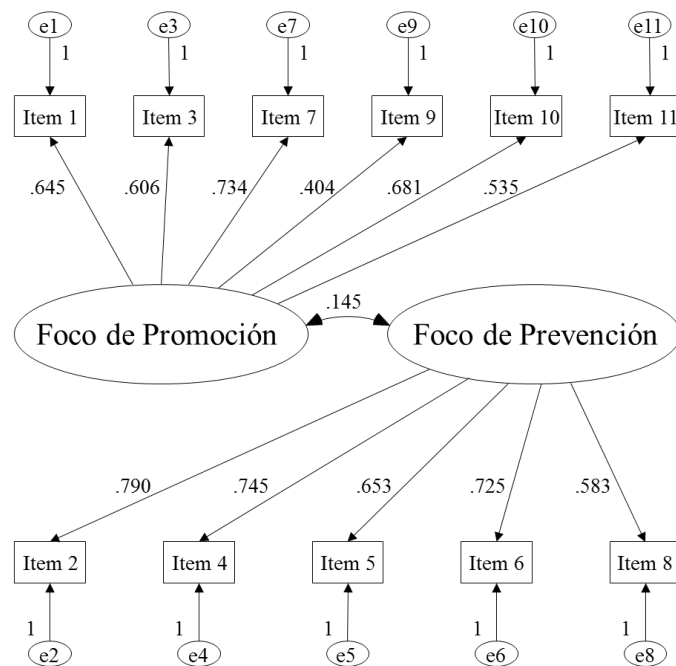 e1 e3 e7 e9 e10 e11
1 1 1 1 1 1
Item 1 Item 3 Item 7 Item 9 Item 10 Item 11
.645 .606 .734 .404 .681 .535
.145
Foco de Promoción Foco de Prevención
.790 .745 .653 .725 .583
Item 2 Item 4 Item 5 Item 6 Item 8
1 1 1 1 1
e2 e4 e5 e6 e8